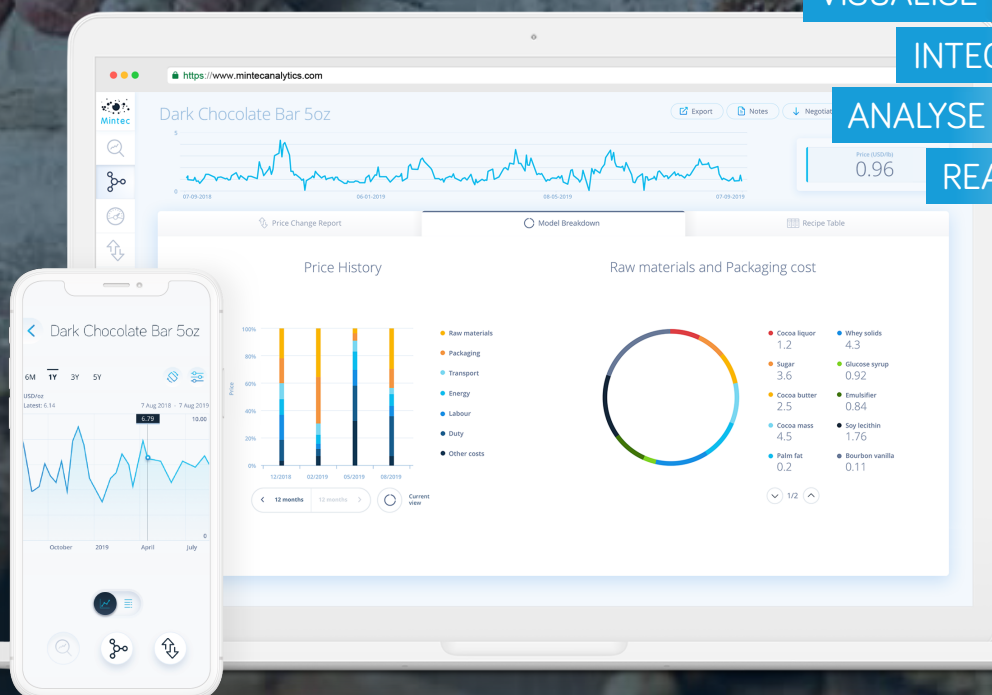 VISUALISE
INTEG
ANALYSE
REA
https://www.mintecanalytics.com
Mintec
Dark Chocolate Bar 5oz
Export
Notes
Negotiat
5
0
07-09-2018
06-01-2019
08-05-2019
07-09-2019
Price (USD/lb)
0.96
Price Change Report
Model Breakdown
Recipe Table
Price History
Price
100%
80%
60%
40%
20%
0%
12/2018
02/2019
05/2019
08/2019
Raw materials
Packaging
Transport
Energy
Labour
Duty
Other costs
12 months
12 months
Current
view
Raw materials and Packaging cost
Cocoa liquor
1.2
Sugar
3.6
Cocoa butter
2.5
Cocoa mass
4.5
Palm fat
0.2
Whey solids
4.3
Glucose syrup
0.92
Emulsifier
0.84
Soy lecithin
1.76
Bourbon vanilla
0.11
1/2
Dark Chocolate Bar 5oz
6M 1Y 3Y 5Y
USD/oz
Latest: 6.14
7 Aug 2018 - 7 Aug 2019
6.79
10.00
0
October
2019
April
July